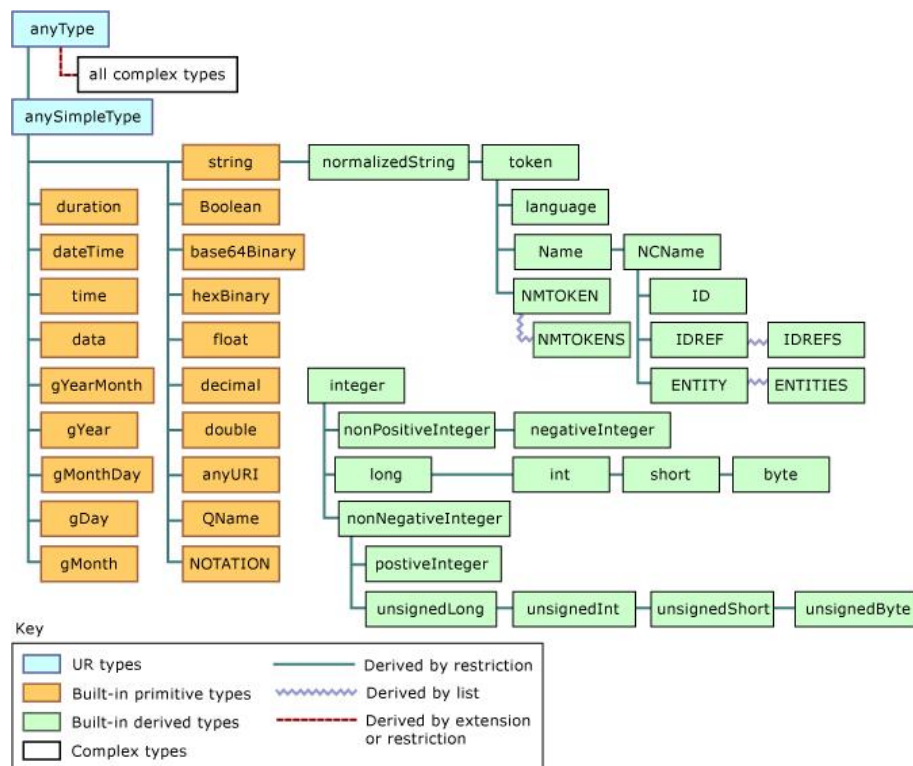 anyType
all complex types
anySimpleType
string normalizedString token
duration Boolean language
dateTime base64Binary Name NCName
time hexBinary NMTOKEN ID
data float NMTOKENS IDREF IDREFS
gYearMonth decimal integer ENTITY ENTITIES
gYear double nonPositiveInteger negativeInteger
gMonthDay anyURI long int short byte
gDay QName nonNegativeInteger
gMonth NOTATION postiveInteger
unsignedLong unsignedInt unsignedShort unsignedByte
Key
UR types Derived by restriction
Built-in primitive types Derived by list
Built-in derived types Derived by extension
or restriction
Complex types